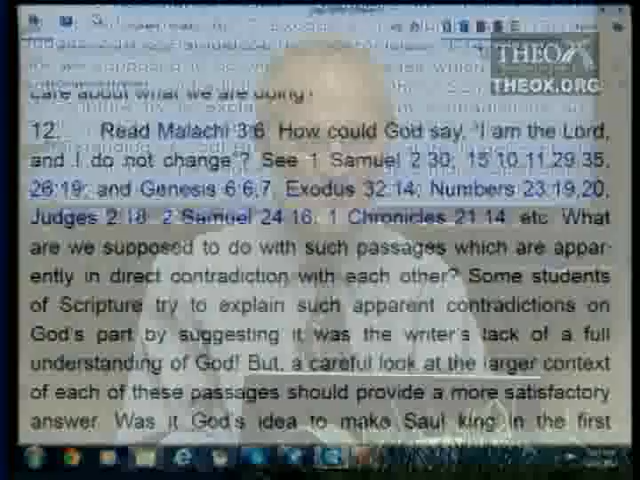 THEOX
THEOX.ORG
care about what we are doing?
12. Read Malachi 3:6. How could God say, "I am the Lord,
and I do not change"? See 1 Samuel 2:30; 15:10,11,29,35,
26:19; and Genesis 6:6,7, Exodus 32:14; Numbers 23:19,20,
Judges 2:18; 2 Samuel 24:16, 1 Chronicles 21:14, etc. What
are we supposed to do with such passages which are appar-
ently in direct contradiction with each other? Some students
of Scripture try to explain such apparent contradictions on
God's part by suggesting it was the writer's lack of a full
understanding of God! But, a careful look at the larger context
of each of these passages should provide a more satisfactory
answer. Was it God's idea to make Saul king in the first